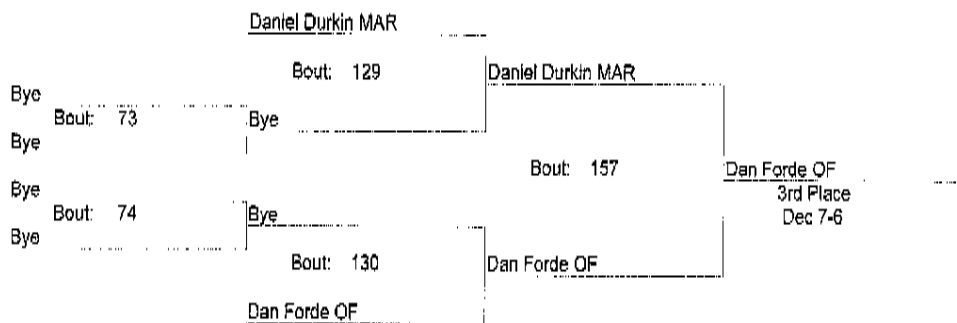 Daniel Durkin MAR
Bout: 129
Daniel Durkin MAR
Bye
Bout: 73
Bye
Bye
Bout: 157
Dan Forde OF
3rd Place
Dec 7-6
Bye
Bout: 74
Bye
Bye
Bout: 130
Dan Forde OF
Dan Forde OF